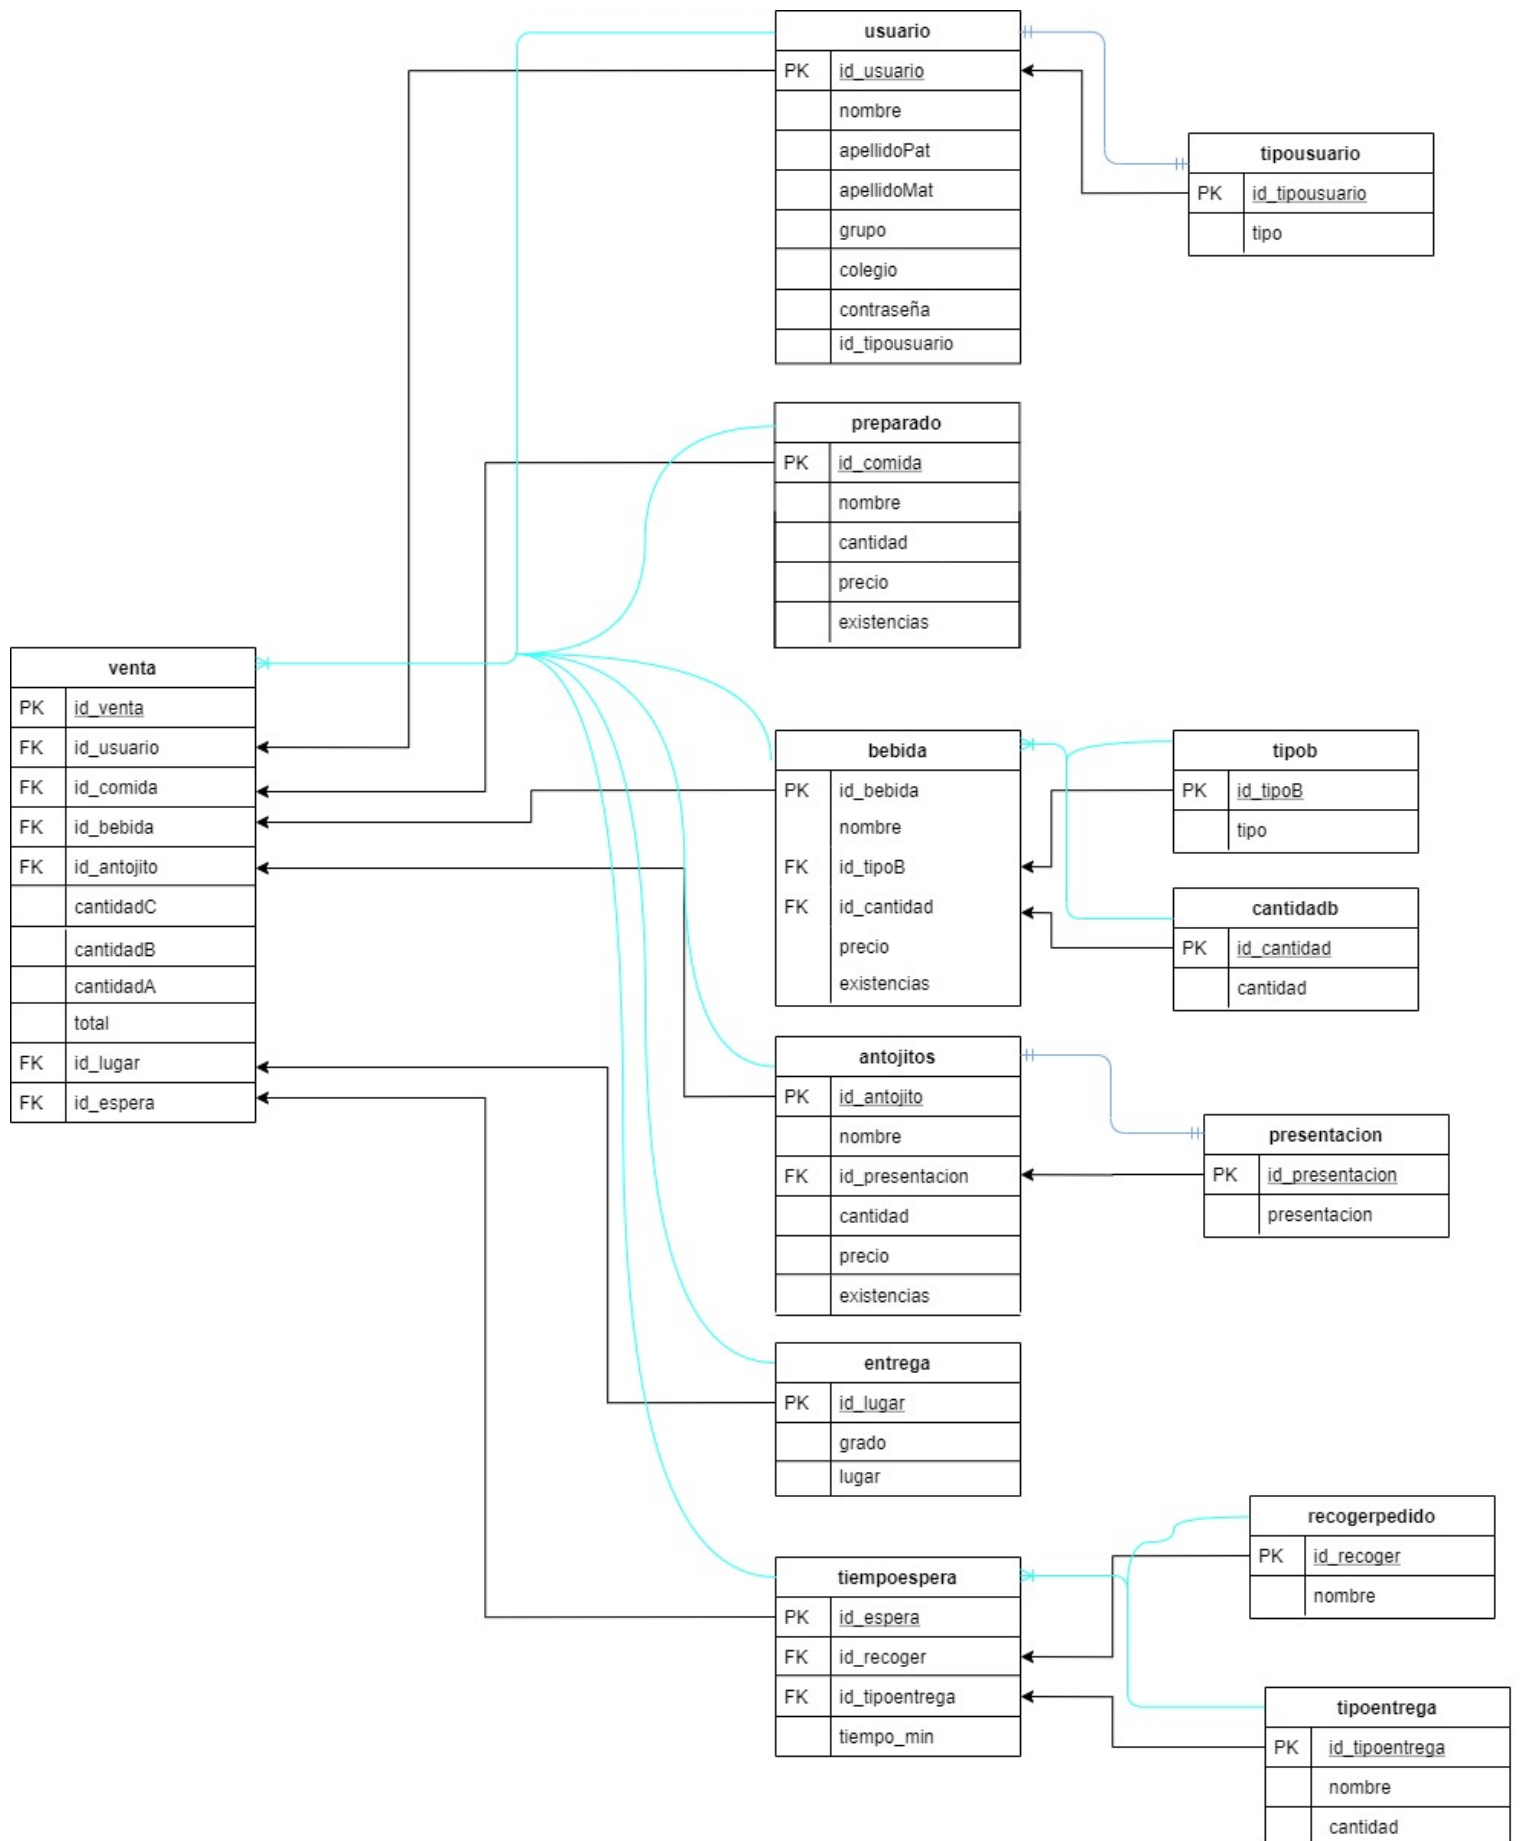 usuario
PK id_usuario
nombre
apellidoPat
apellidoMat
grupo
colegio
contraseña
id_tipousuario
tipousuario
PK id_tipousuario
tipo
preparado
PK id_comida
nombre
cantidad
precio
existencias
venta
PK id_venta
FK id_usuario
FK id_comida
FK id_bebida
FK id_antojito
cantidadC
cantidadB
cantidadA
total
FK id_lugar
FK id_espera
bebida
PK id_bebida
nombre
FK id_tipoB
FK id_cantidad
precio
existencias
tipob
PK id_tipoB
tipo
cantidadb
PK id_cantidad
cantidad
antojitos
PK id_antojito
nombre
FK id_presentacion
cantidad
precio
existencias
presentacion
PK id_presentacion
presentacion
entrega
PK id_lugar
grado
lugar
tiempoespera
PK id_espera
FK id_recoger
FK id_tipoentrega
tiempo_min
recogerpedido
PK id_recoger
nombre
tipoentrega
PK id_tipoentrega
nombre
cantidad